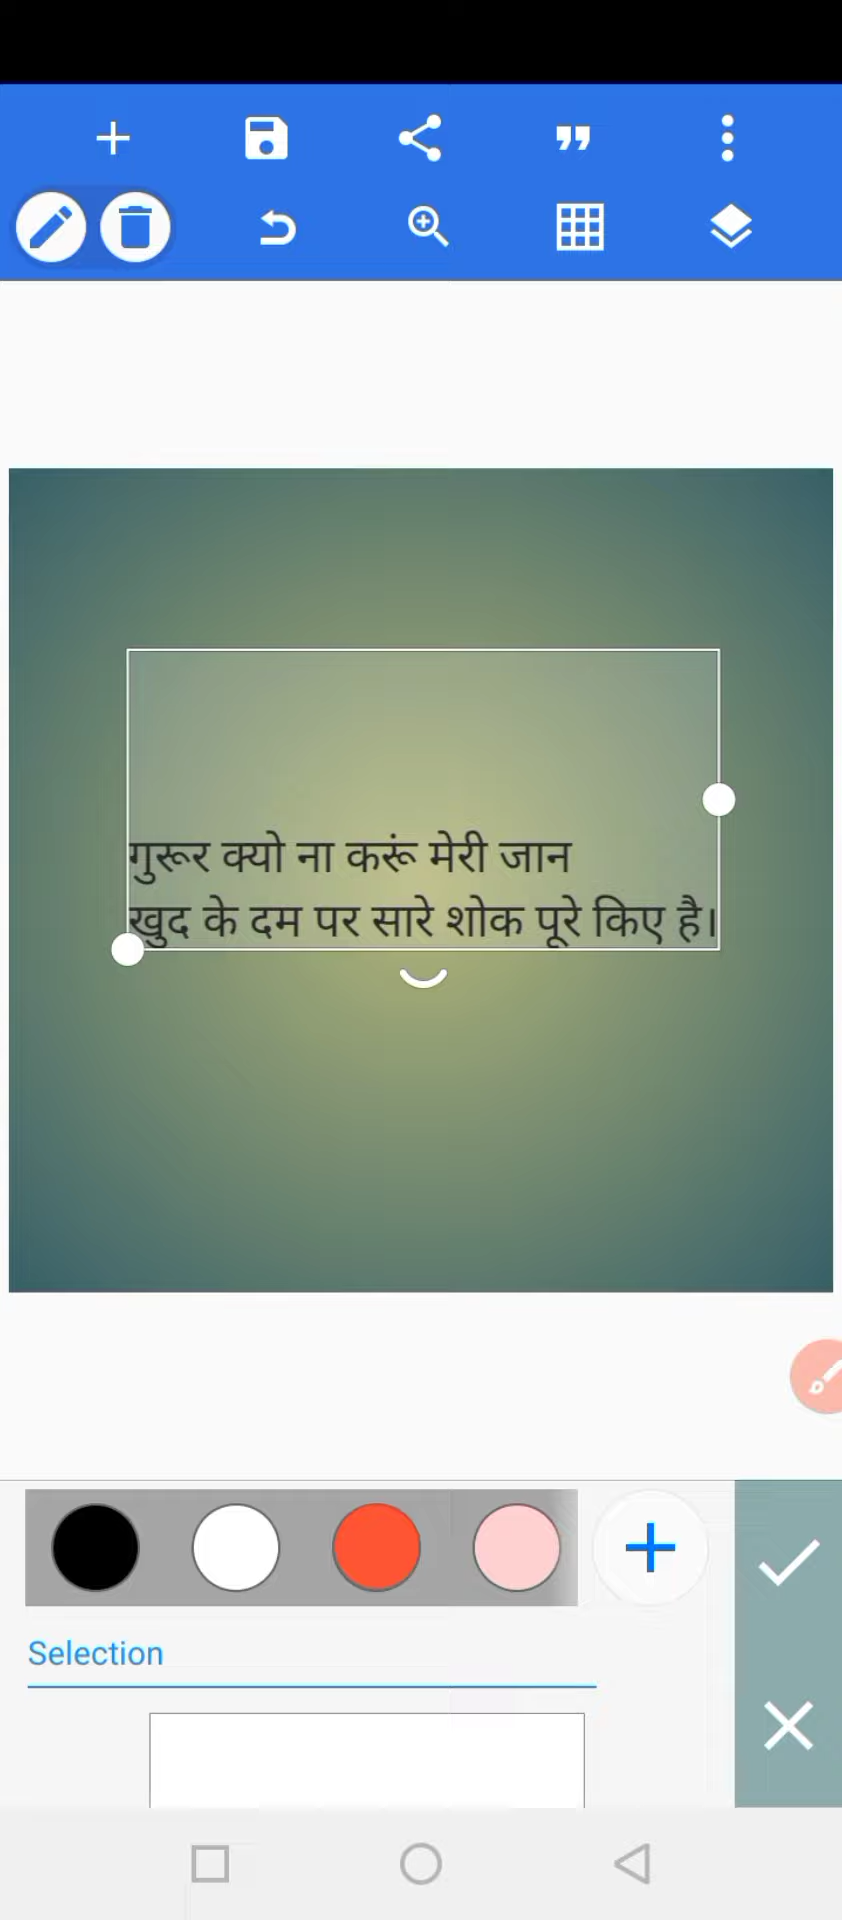 गुरूर क्यो ना करूं मेरी जान
खुद के दम पर सारे शोक पूरे किए है।
Selection